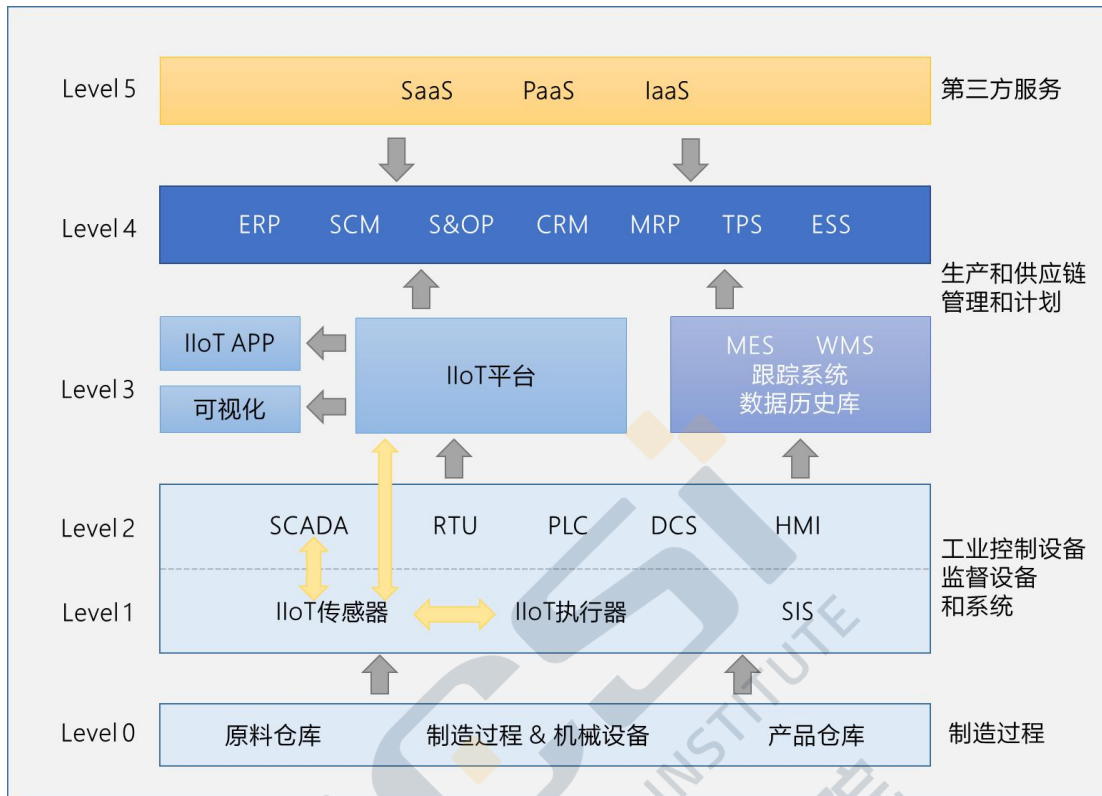 Level 5
SaaS PaaS IaaS
第三方服务
Level 4
ERP SCM S&OP CRM MRP TPS ESS
生产和供应链
管理和计划
Level 3
IIoT APP
可视化
IIoT平台
MES WMS
跟踪系统
数据历史库
Level 2
SCADA RTU PLC DCS HMI
工业控制设备
监督设备
和系统
Level 1
IIoT传感器 IIoT执行器 SIS
Level 0
原料仓库 制造过程 & 机械设备 产品仓库
制造过程
CSi
INSTITUTE
院